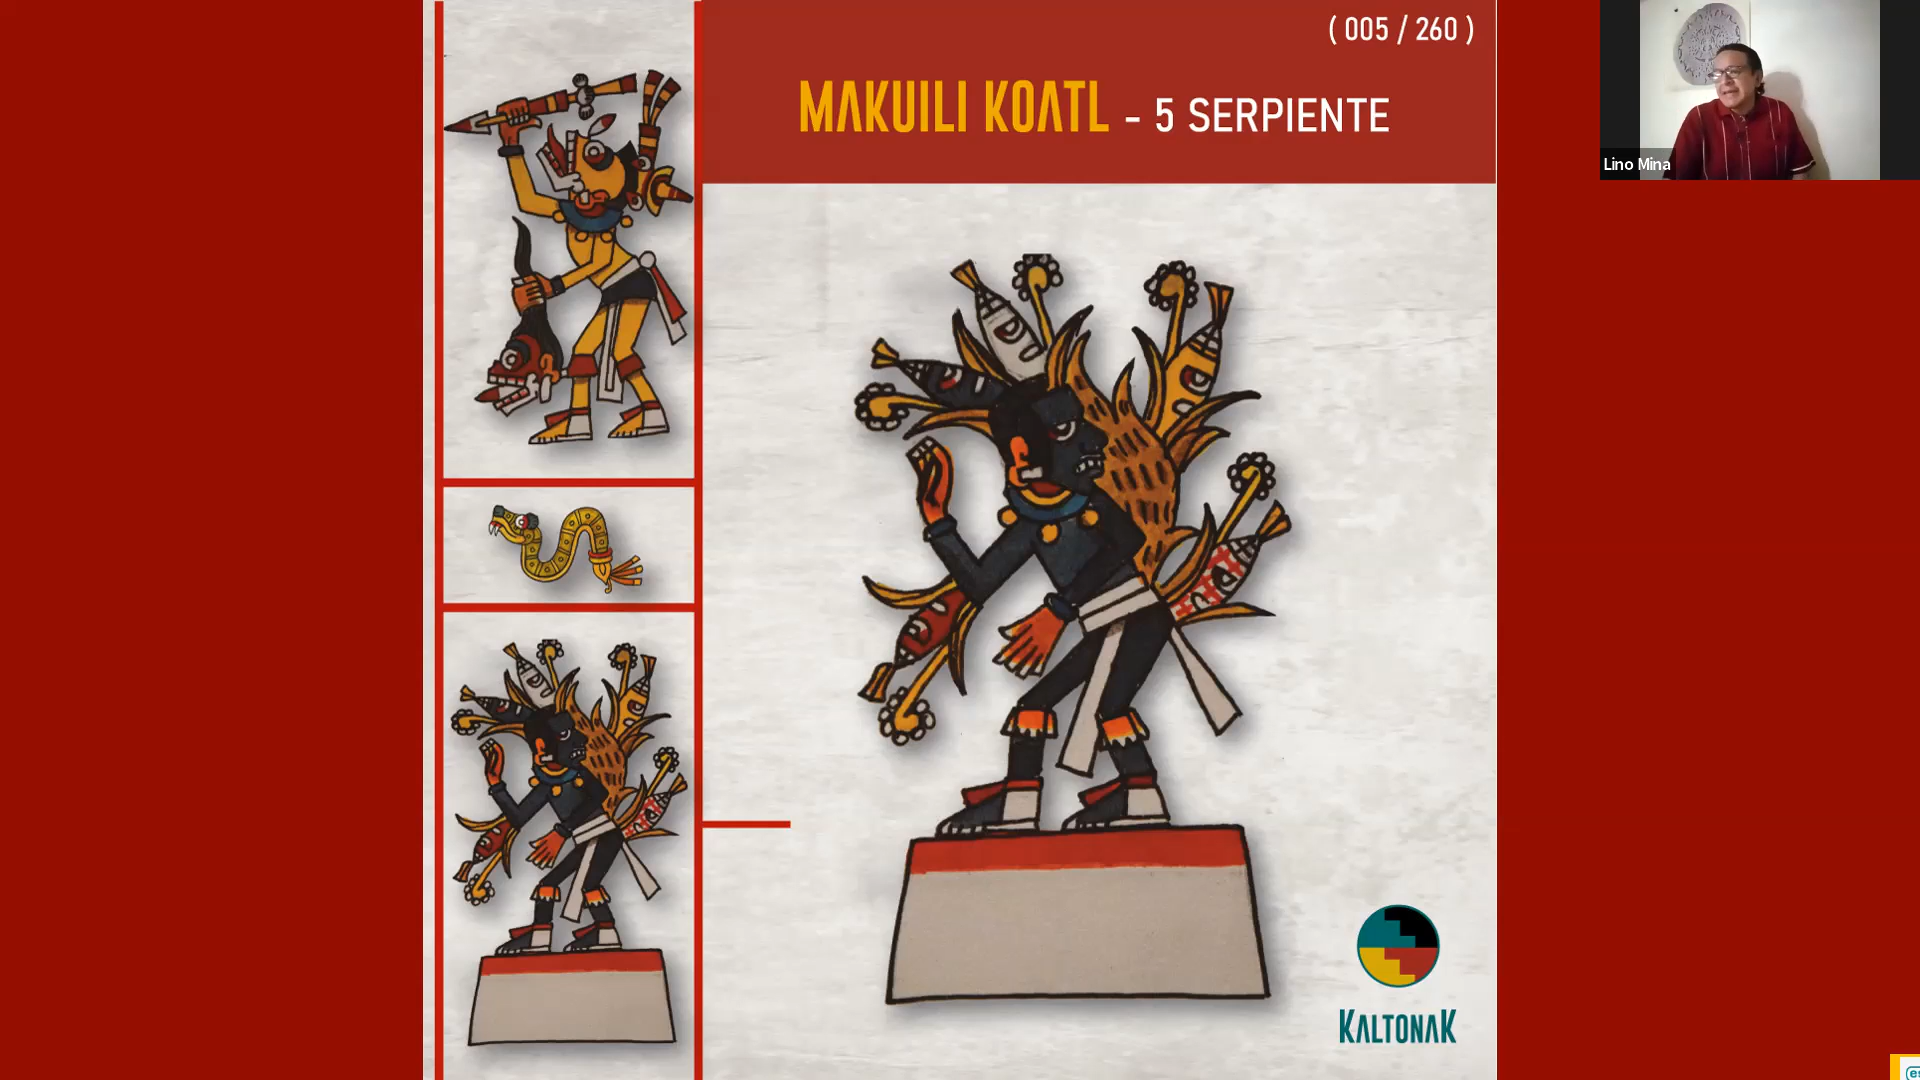 ( 005 / 260 )
MAKUILI KOATL - 5 SERPIENTE
Lino Mina
KALTONAK